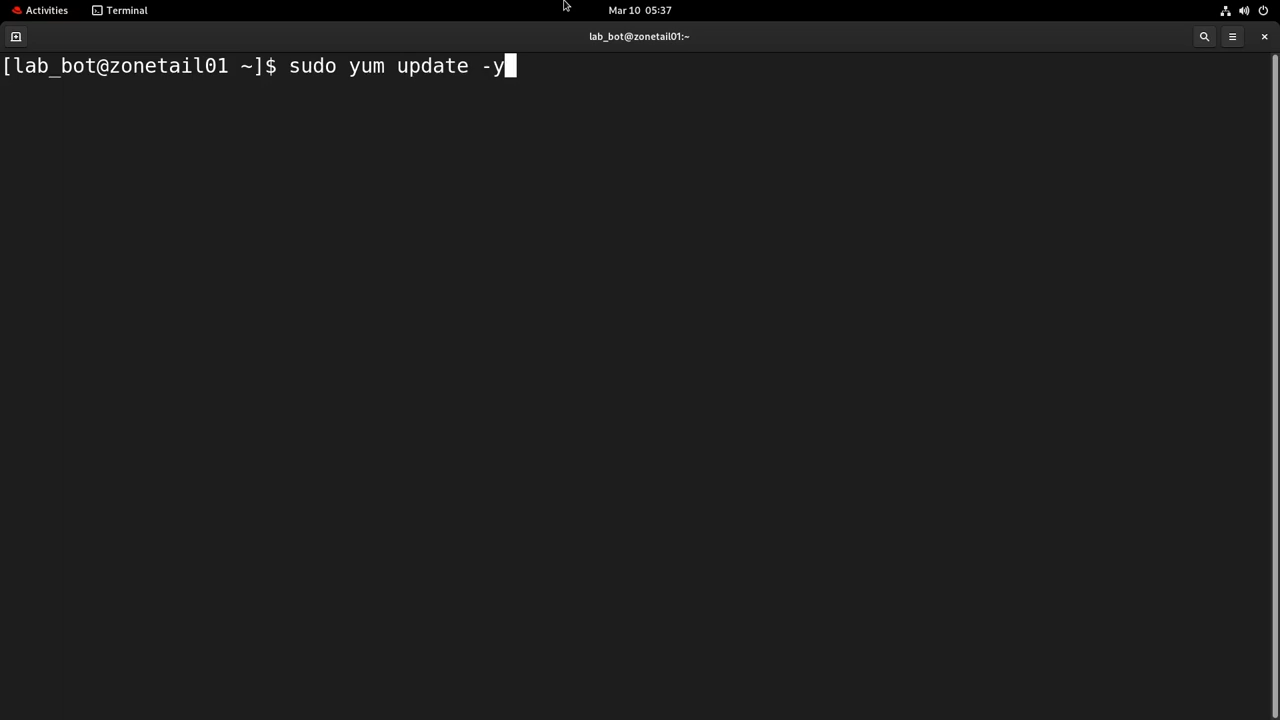 Activities Terminal Mar 10 05:37
lab_bot@zonetail01:~
[lab_bot@zonetail01 ~]$ sudo yum update -y